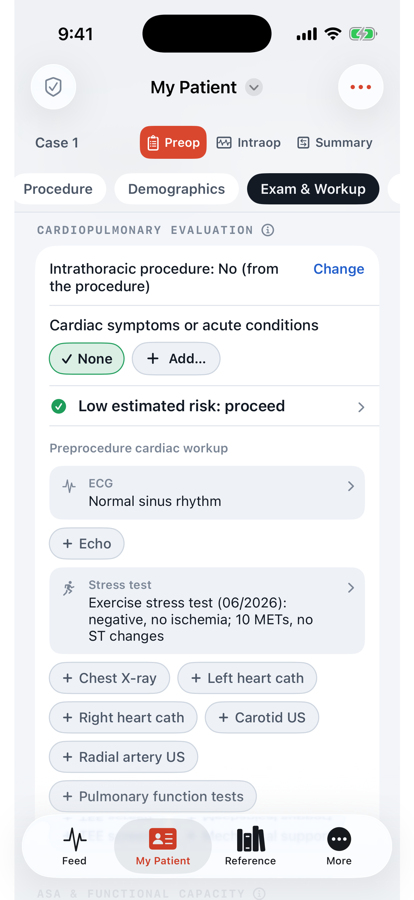 9:41
My Patient
Case 1
Preop
Intraop
Summary
Procedure
Demographics
Exam & Workup
CARDIOPULMONARY EVALUATION
Intrathoracic procedure: No (from
the procedure)
Change
Cardiac symptoms or acute conditions
None
+ Add...
Low estimated risk: proceed
Preprocedure cardiac workup
ECG
Normal sinus rhythm
+ Echo
Stress test
Exercise stress test (06/2026):
negative, no ischemia; 10 METs, no
ST changes
+ Chest X-ray
+ Left heart cath
+ Right heart cath
+ Carotid US
+ Radial artery US
+ Pulmonary function tests
Feed
My Patient
Reference
More
ASA & FUNCTIONAL CAPACITY